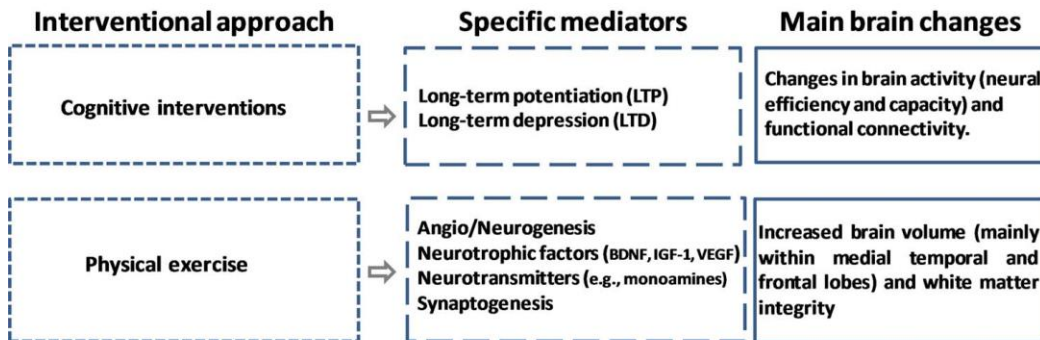 Interventional approach
Specific mediators
Main brain changes
Cognitive interventions
Long-term potentiation (LTP)
Long-term depression (LTD)
Changes in brain activity (neural
efficiency and capacity) and
functional connectivity.
Physical exercise
Angio/Neurogenesis
Neurotrophic factors (BDNF, IGF-1, VEGF)
Neurotransmitters (e.g., monoamines)
Synaptogenesis
Increased brain volume (mainly
within medial temporal and
frontal lobes) and white matter
integrity